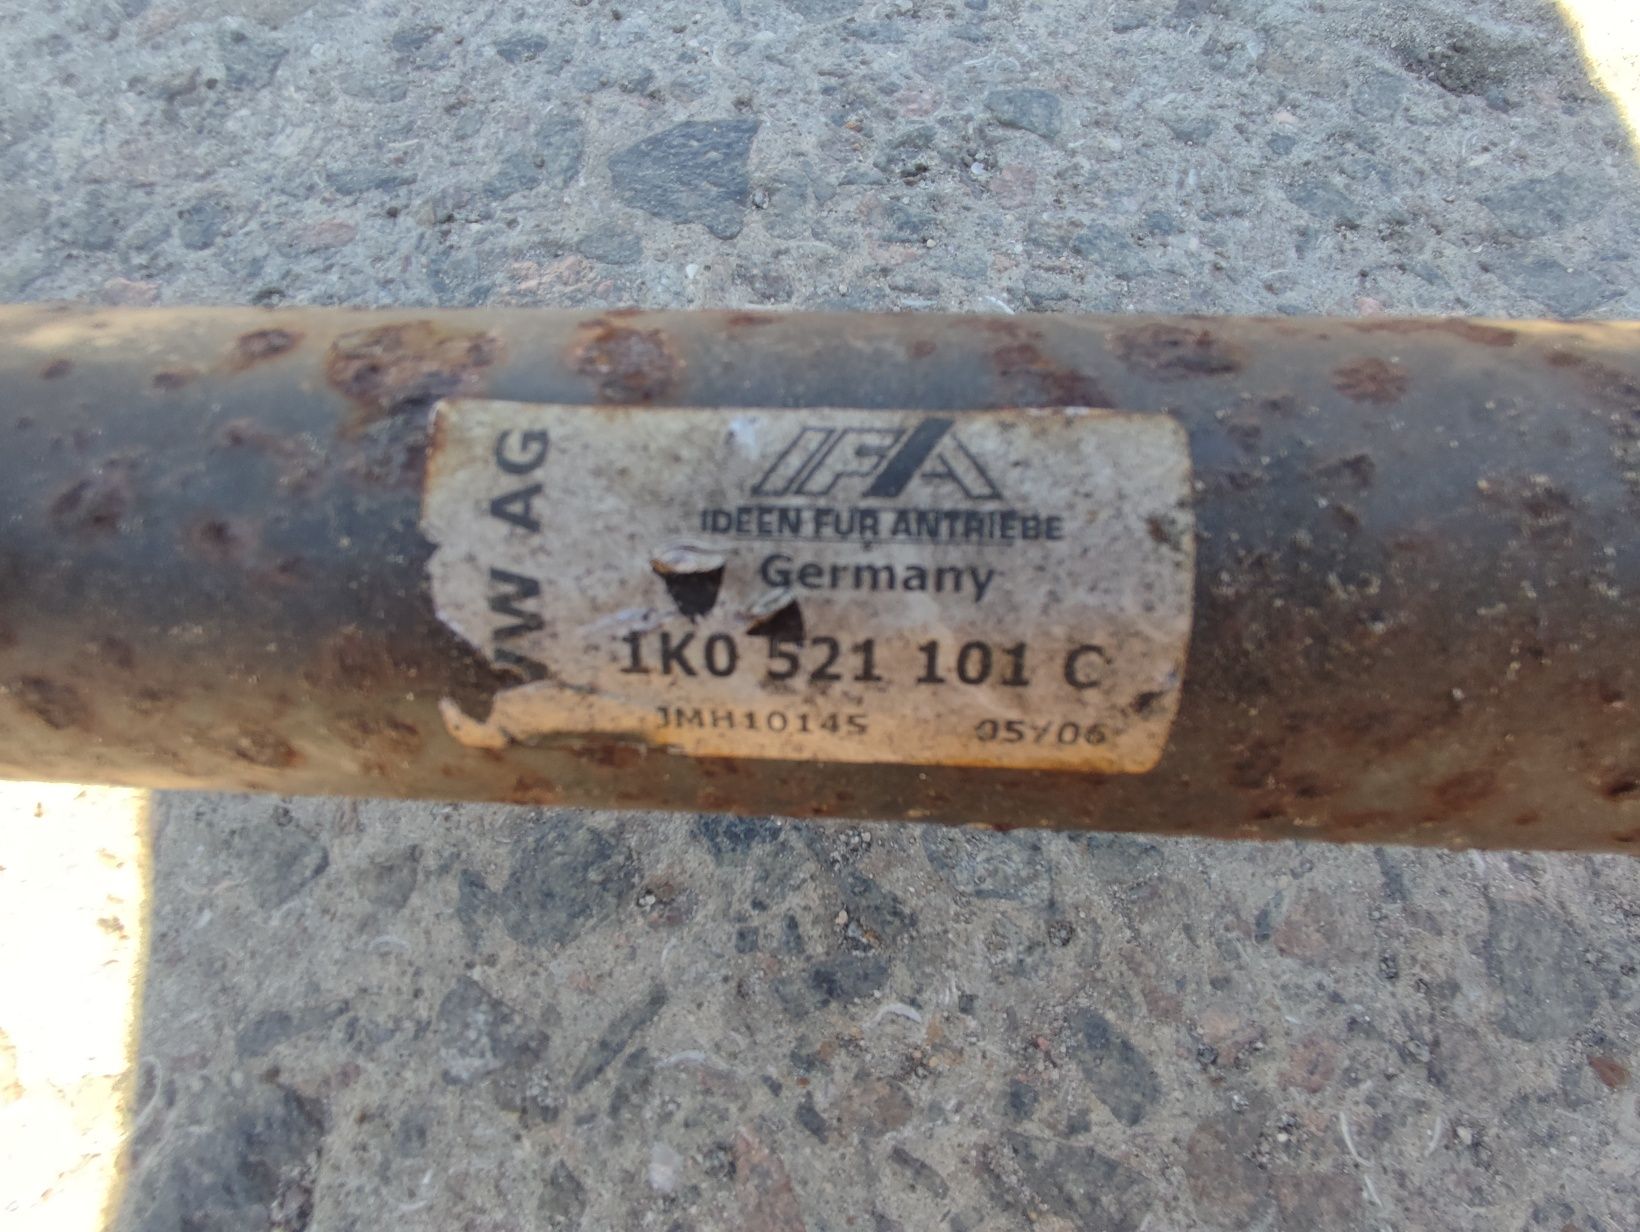 VW AG
IFA
IDEEN FÜR ANTRIEBE
Germany
1K0 521 101 C
JMH10145 05/06